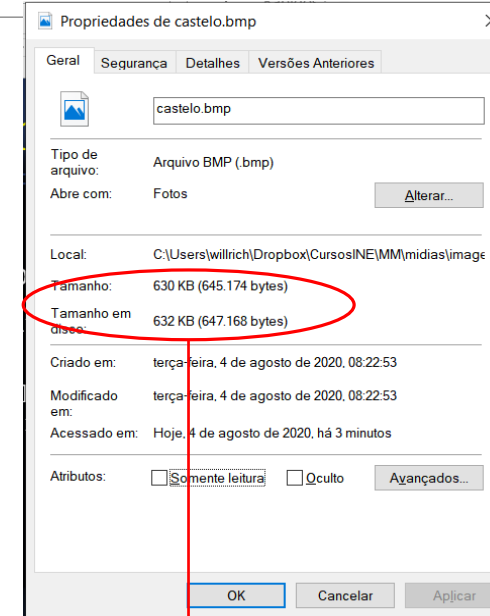 Propriedades de castelo.bmp
Geral Segurança Detalhes Versões Anteriores
castelo.bmp
Tipo de
arquivo:
Arquivo BMP (.bmp)
Abre com: Fotos Alterar...
Local: C:\Users\willrich\Dropbox\CursosINE\MM\midias\image
Tamanho: 630 KB (645.174 bytes)
Tamanho em
disco:
632 KB (647.168 bytes)
Criado em: terça-feira, 4 de agosto de 2020, 08:22:53
Modificado
em:
terça-feira, 4 de agosto de 2020, 08:22:53
Acessado em: Hoje, 4 de agosto de 2020, há 3 minutos
Atributos: Somente leitura Oculto Avançados...
OK Cancelar Aplicar